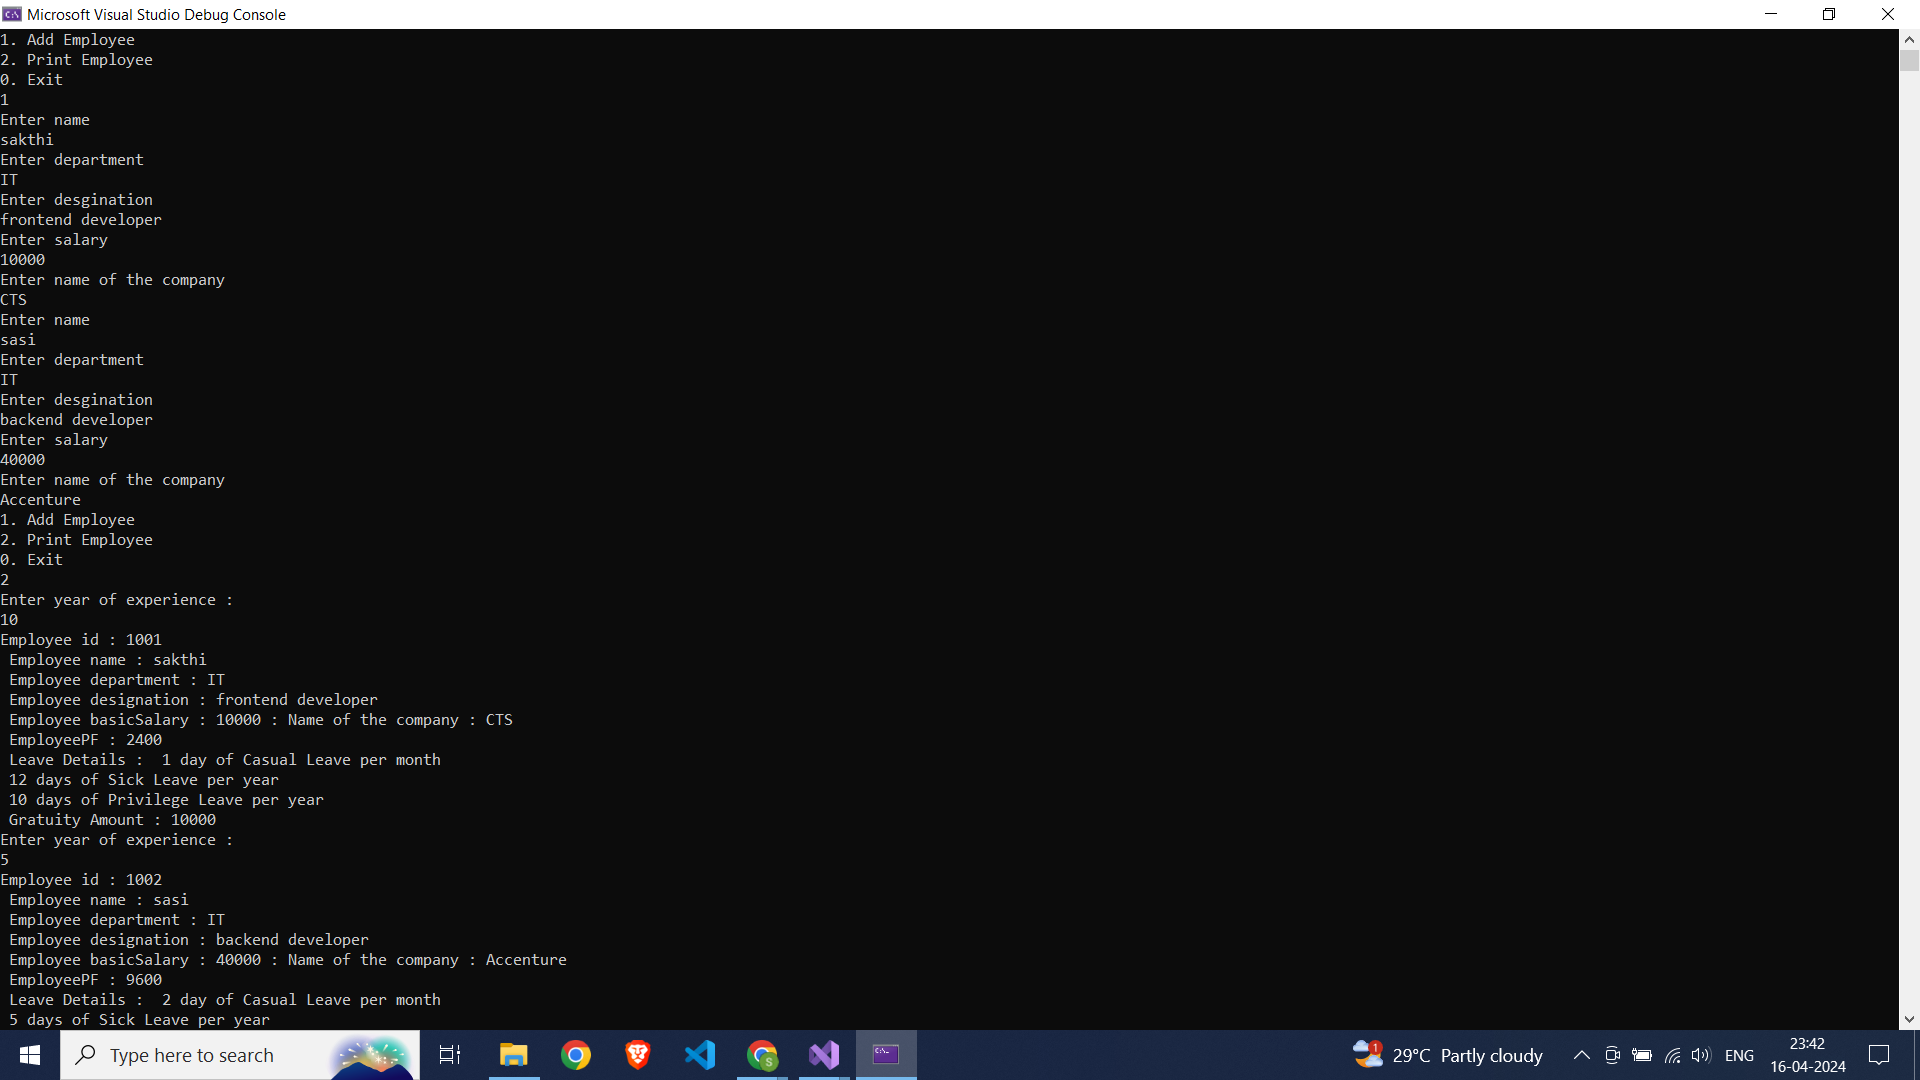 Microsoft Visual Studio Debug Console
1. Add Employee
2. Print Employee
0. Exit
1
Enter name
sakthi
Enter department
IT
Enter desgination
frontend developer
Enter salary
10000
Enter name of the company
CTS
Enter name
sasi
Enter department
IT
Enter desgination
backend developer
Enter salary
40000
Enter name of the company
Accenture
1. Add Employee
2. Print Employee
0. Exit
2
Enter year of experience :
10
Employee id : 1001
Employee name : sakthi
Employee department : IT
Employee designation : frontend developer
Employee basicSalary : 10000 : Name of the company : CTS
EmployeePF : 2400
Leave Details :  1 day of Casual Leave per month
12 days of Sick Leave per year
10 days of Privilege Leave per year
Gratuity Amount : 10000
Enter year of experience :
5
Employee id : 1002
Employee name : sasi
Employee department : IT
Employee designation : backend developer
Employee basicSalary : 40000 : Name of the company : Accenture
EmployeePF : 9600
Leave Details :  2 day of Casual Leave per month
5 days of Sick Leave per year
Type here to search
S
1
29°C Partly cloudy
ENG
23:42
16-04-2024